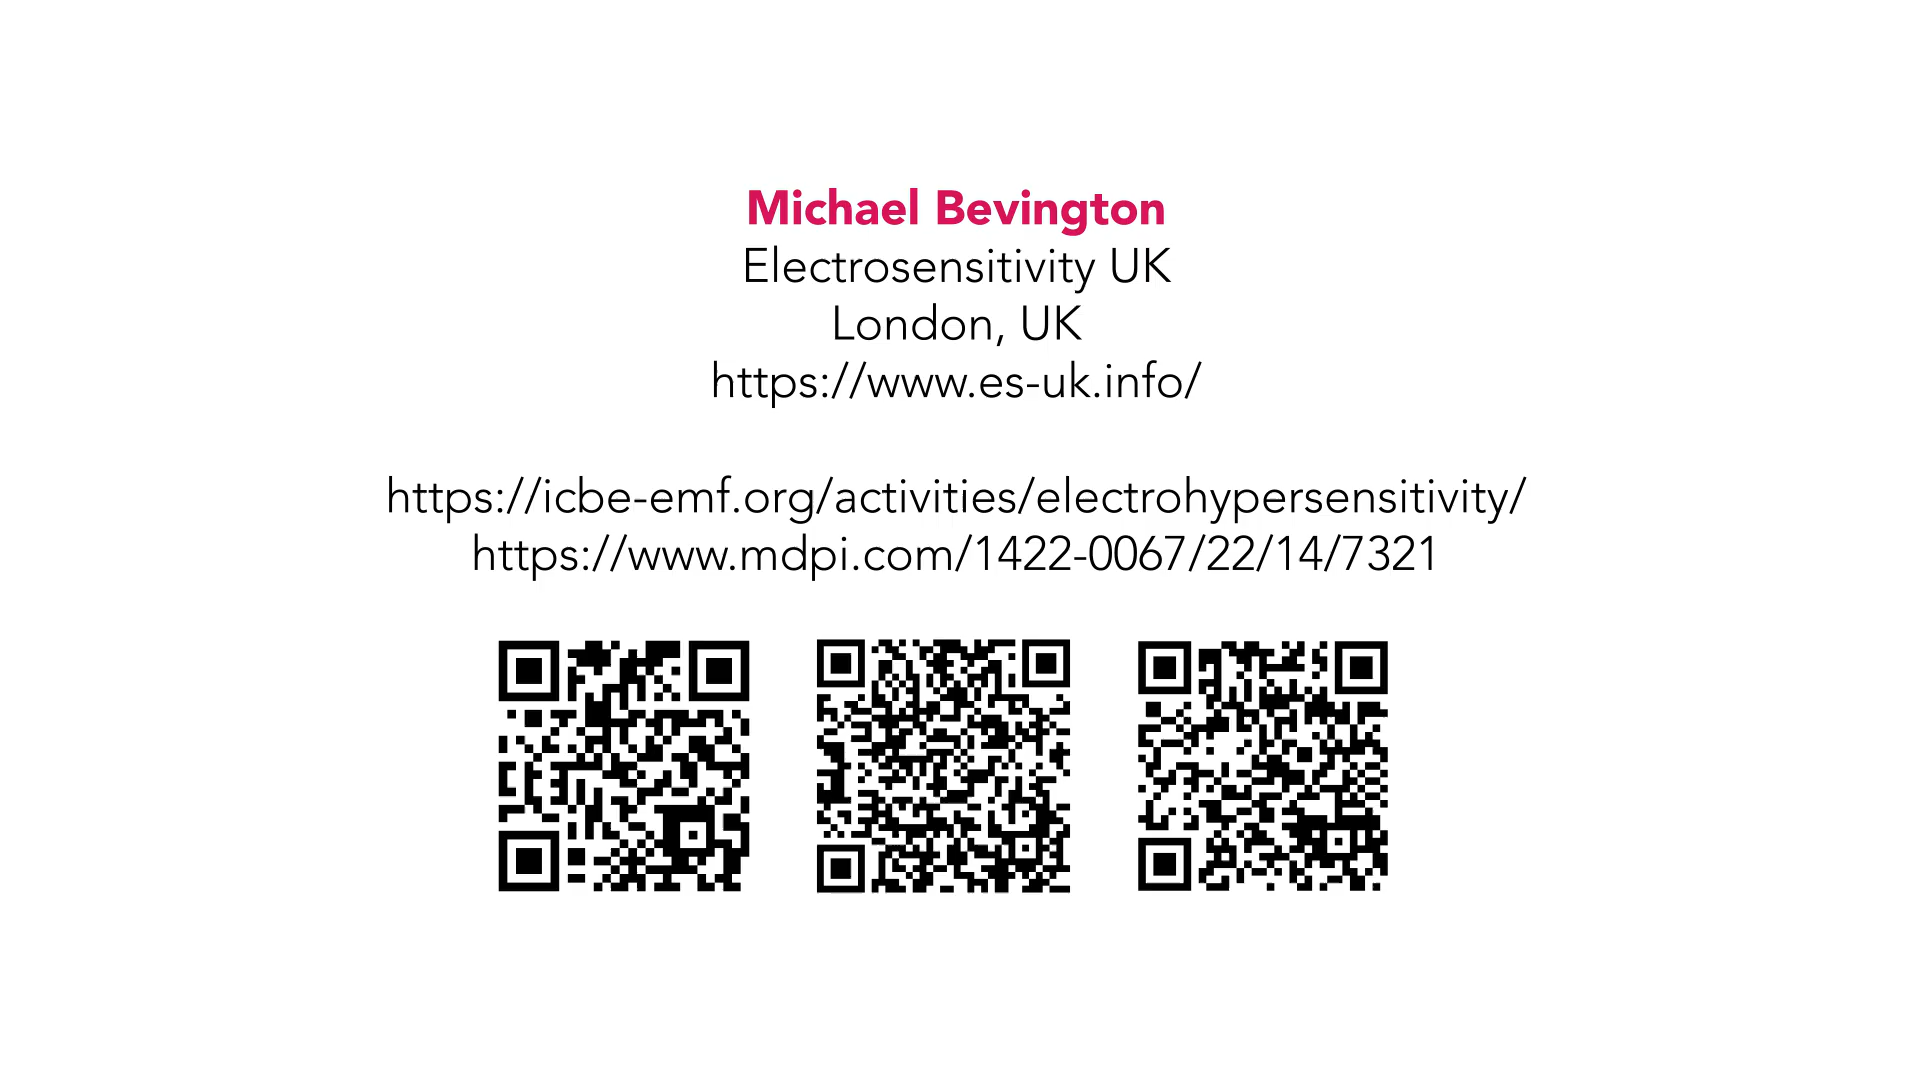 Michael Bevington
Electrosensitivity UK
London, UK
https://www.es-uk.info/
https://icbe-emf.org/activities/electrohypersensitivity/
https://www.mdpi.com/1422-0067/22/14/7321